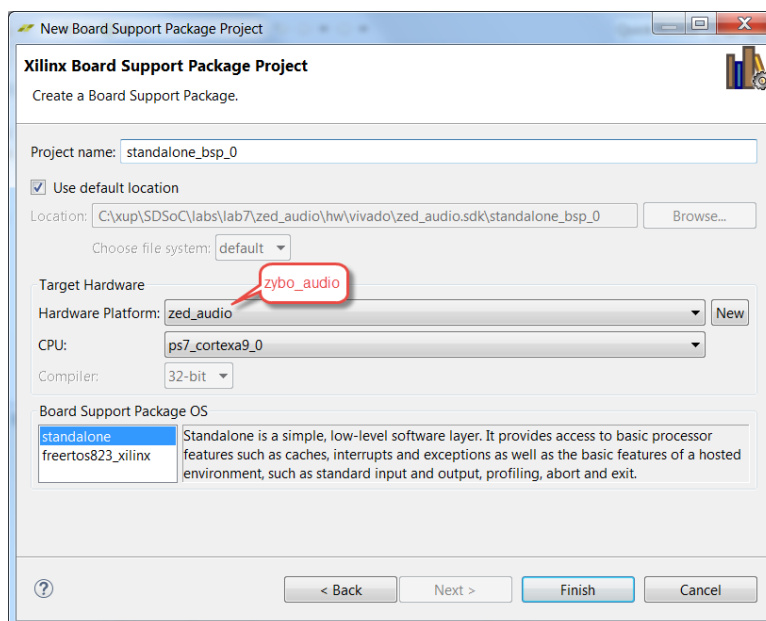 New Board Support Package Project
Xilinx Board Support Package Project
Create a Board Support Package.
Project name: standalone_bsp_0
Use default location
Location: C:\xup\SDSoC\labs\lab7\zed_audio\hw\vivado\zed_audio.sdk\standalone_bsp_0 Browse...
Choose file system: default
Target Hardware
zybo_audio
Hardware Platform: zed_audio New
CPU: ps7_cortexa9_0
Compiler: 32-bit
Board Support Package OS
standalone
freertos823_xilinx
Standalone is a simple, low-level software layer. It provides access to basic processor
features such as caches, interrupts and exceptions as well as the basic features of a hosted
environment, such as standard input and output, profiling, abort and exit.
? < Back Next > Finish Cancel